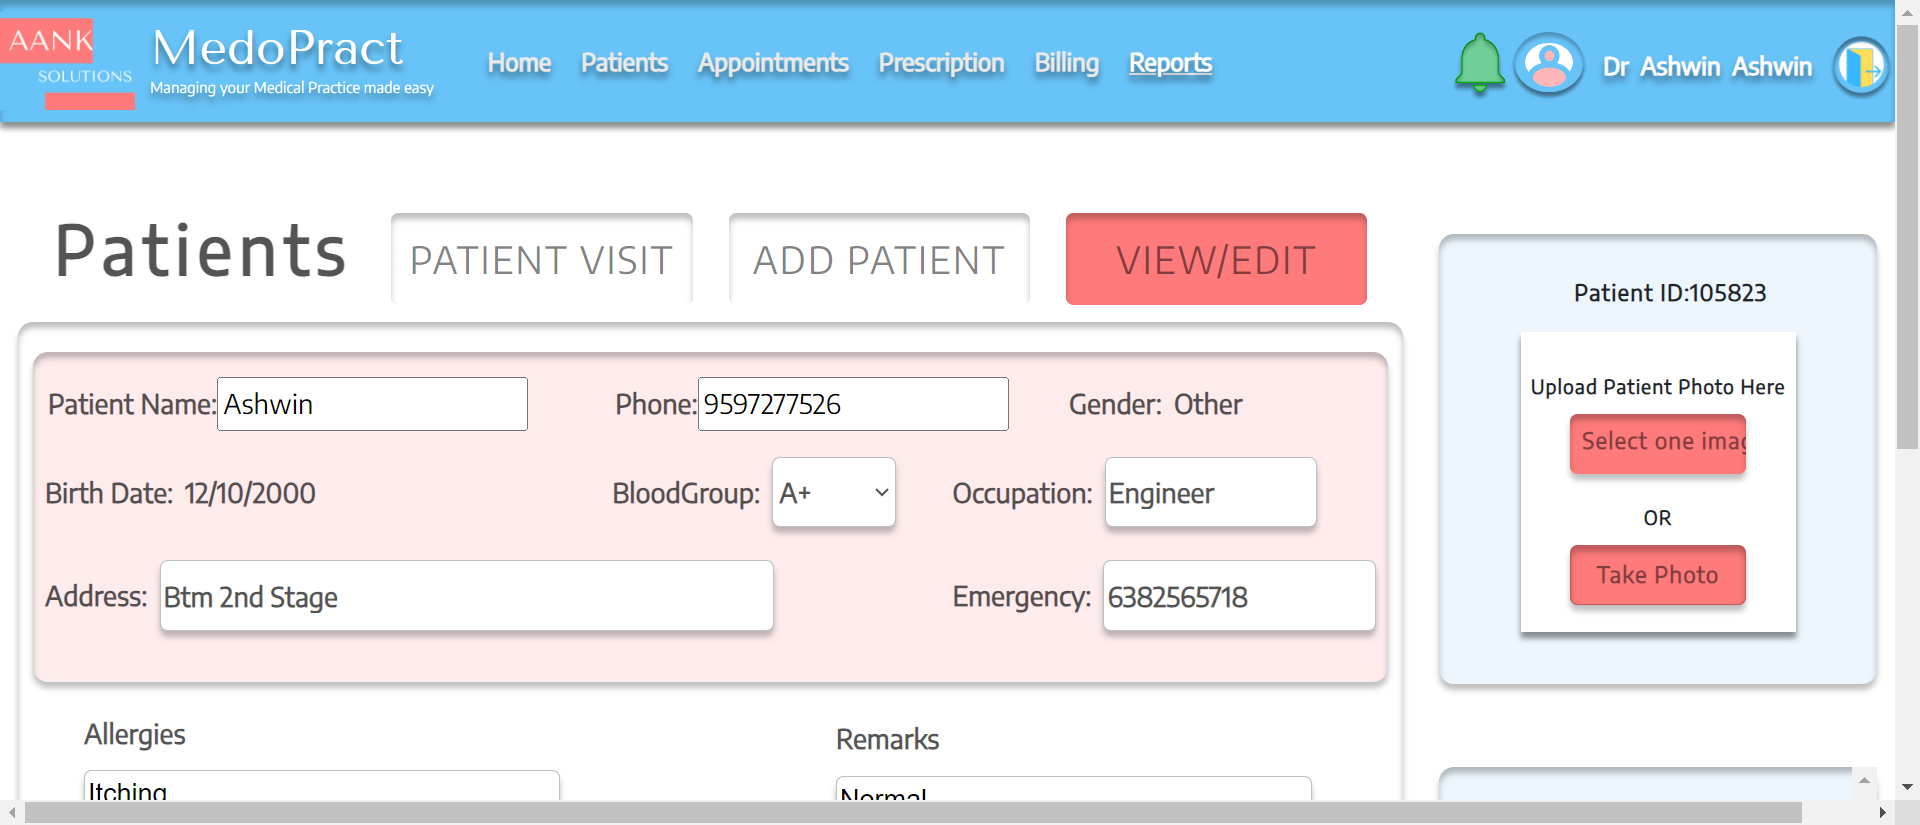 AANK
SOLUTIONS
MedoPract
Managing your Medical Practice made easy
Home Patients Appointments Prescription Billing Reports
Dr Ashwin Ashwin
Patients
PATIENT VISIT
ADD PATIENT
VIEW/EDIT
Patient Name: Ashwin
Phone: 9597277526
Gender: Other
Birth Date: 12/10/2000
BloodGroup: A+
Occupation: Engineer
Address: Btm 2nd Stage
Emergency: 6382565718
Allergies
Itching
Remarks
Normal
Patient ID:105823
Upload Patient Photo Here
Select one imag
OR
Take Photo